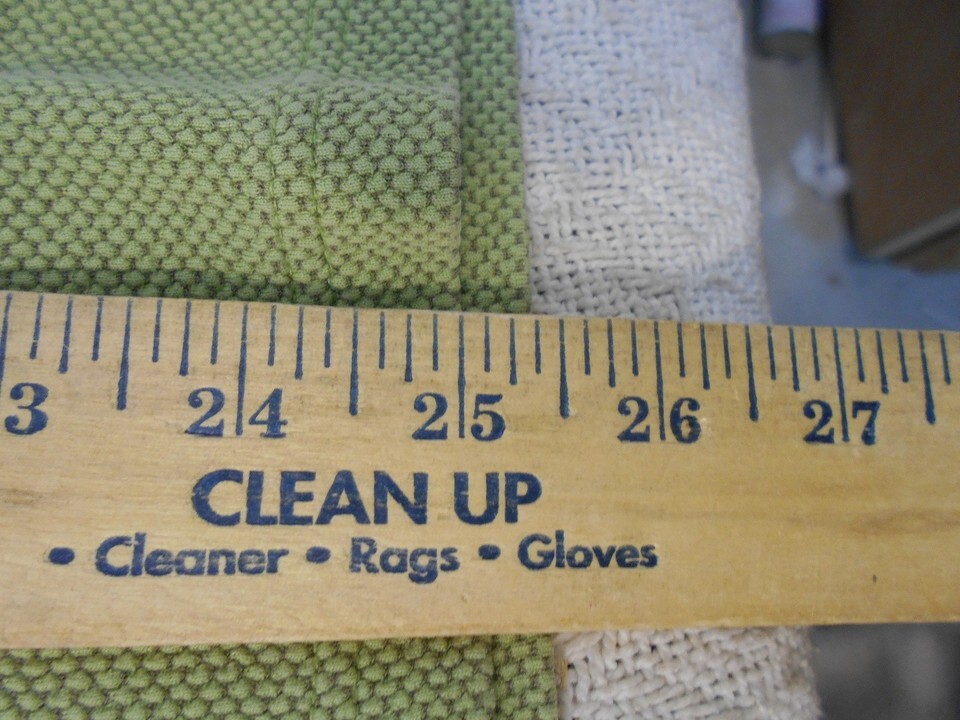 3 24 25 26 27
CLEAN UP
• Cleaner • Rags • Gloves